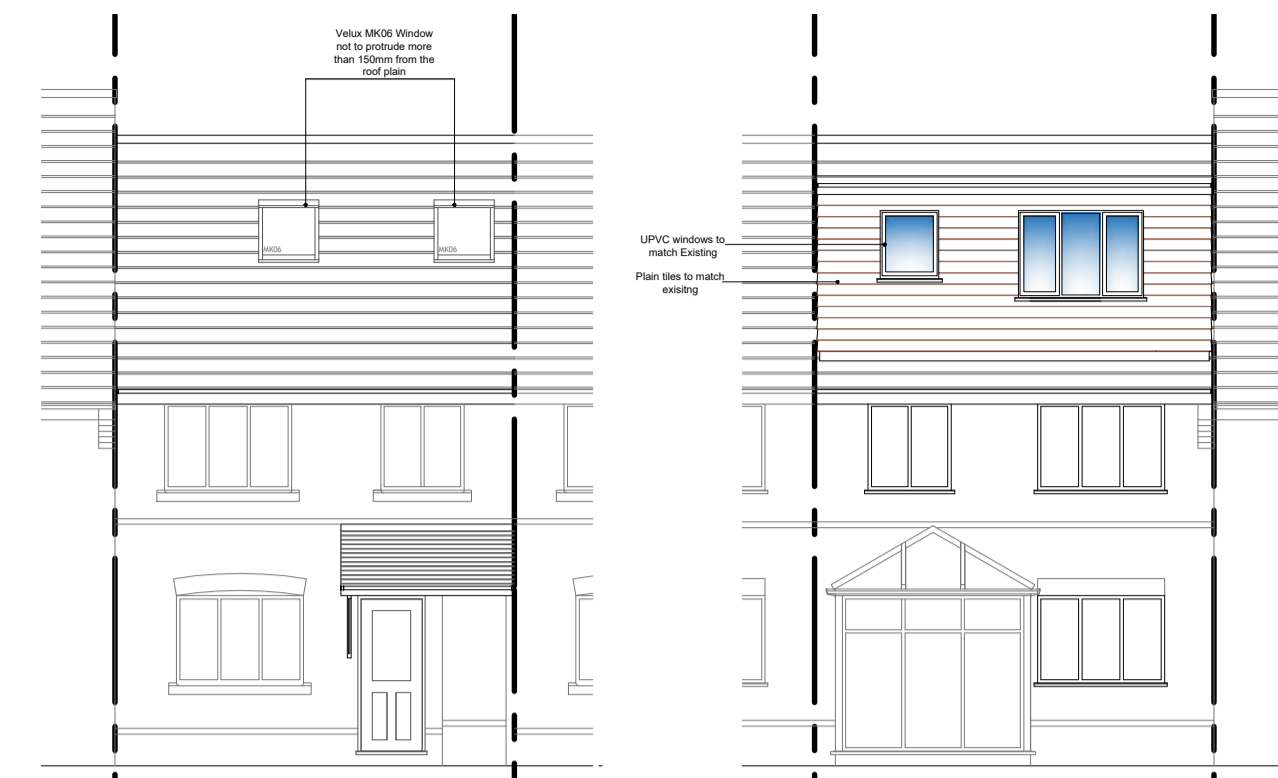 Velux MK06 Window
not to protrude more
than 150mm from the
roof plain
MK06
MK06
UPVC windows to
match Existing
Plain tiles to match
exisitng